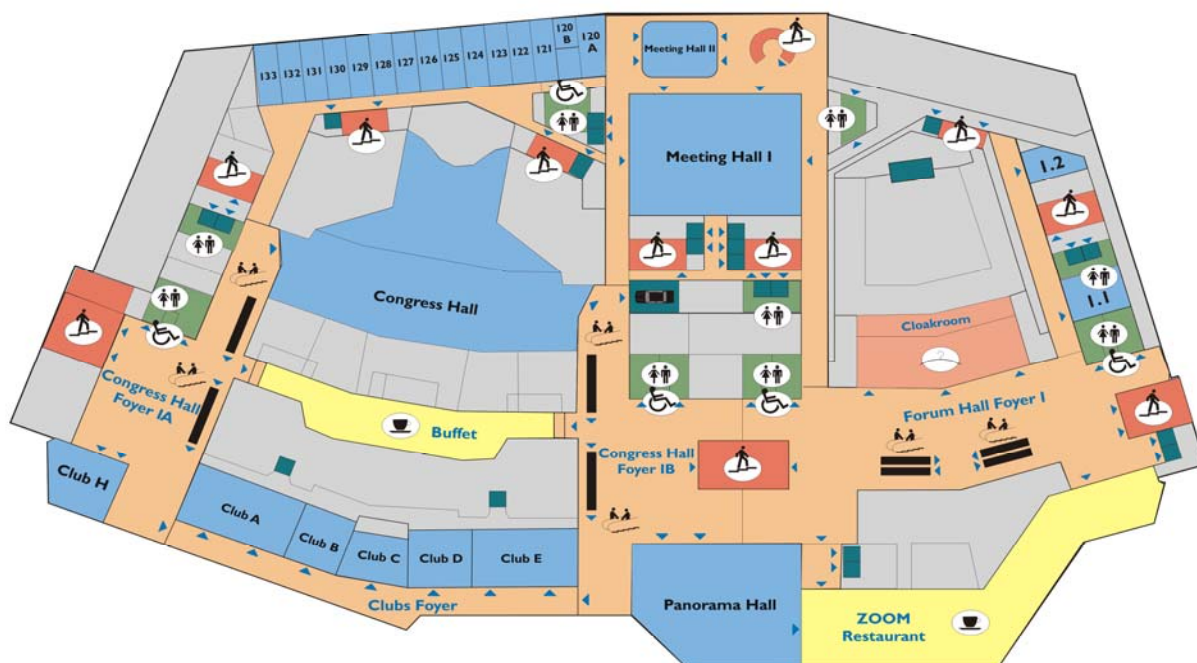 133
132
131
130
129
128
127
126
125
124
123
122
121
120
B
120
A
Meeting Hall II
Meeting Hall I
1.2
1.1
Congress Hall
Cloakroom
Congress Hall
Foyer IA
Buffet
Congress Hall
Foyer IB
Forum Hall Foyer I
Club H
Club A
Club B
Club C
Club D
Club E
Clubs Foyer
Panorama Hall
ZOOM
Restaurant